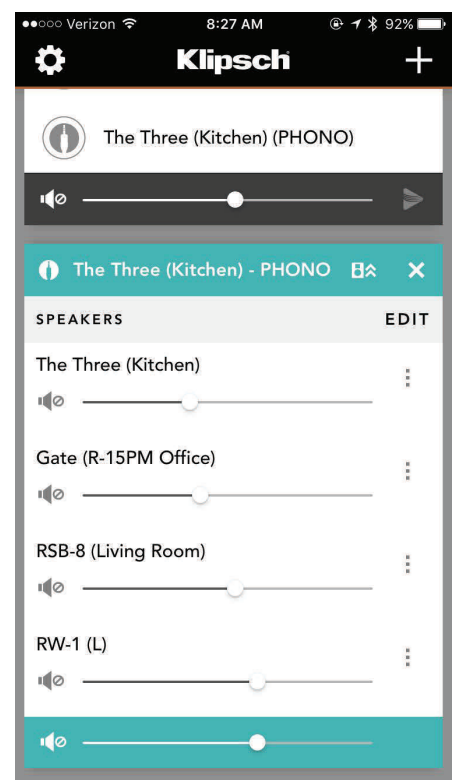 Verizon 8:27 AM 92%
Klipsch
The Three (Kitchen) (PHONO)
The Three (Kitchen) - PHONO
SPEAKERS EDIT
The Three (Kitchen)
Gate (R-15PM Office)
RSB-8 (Living Room)
RW-1 (L)